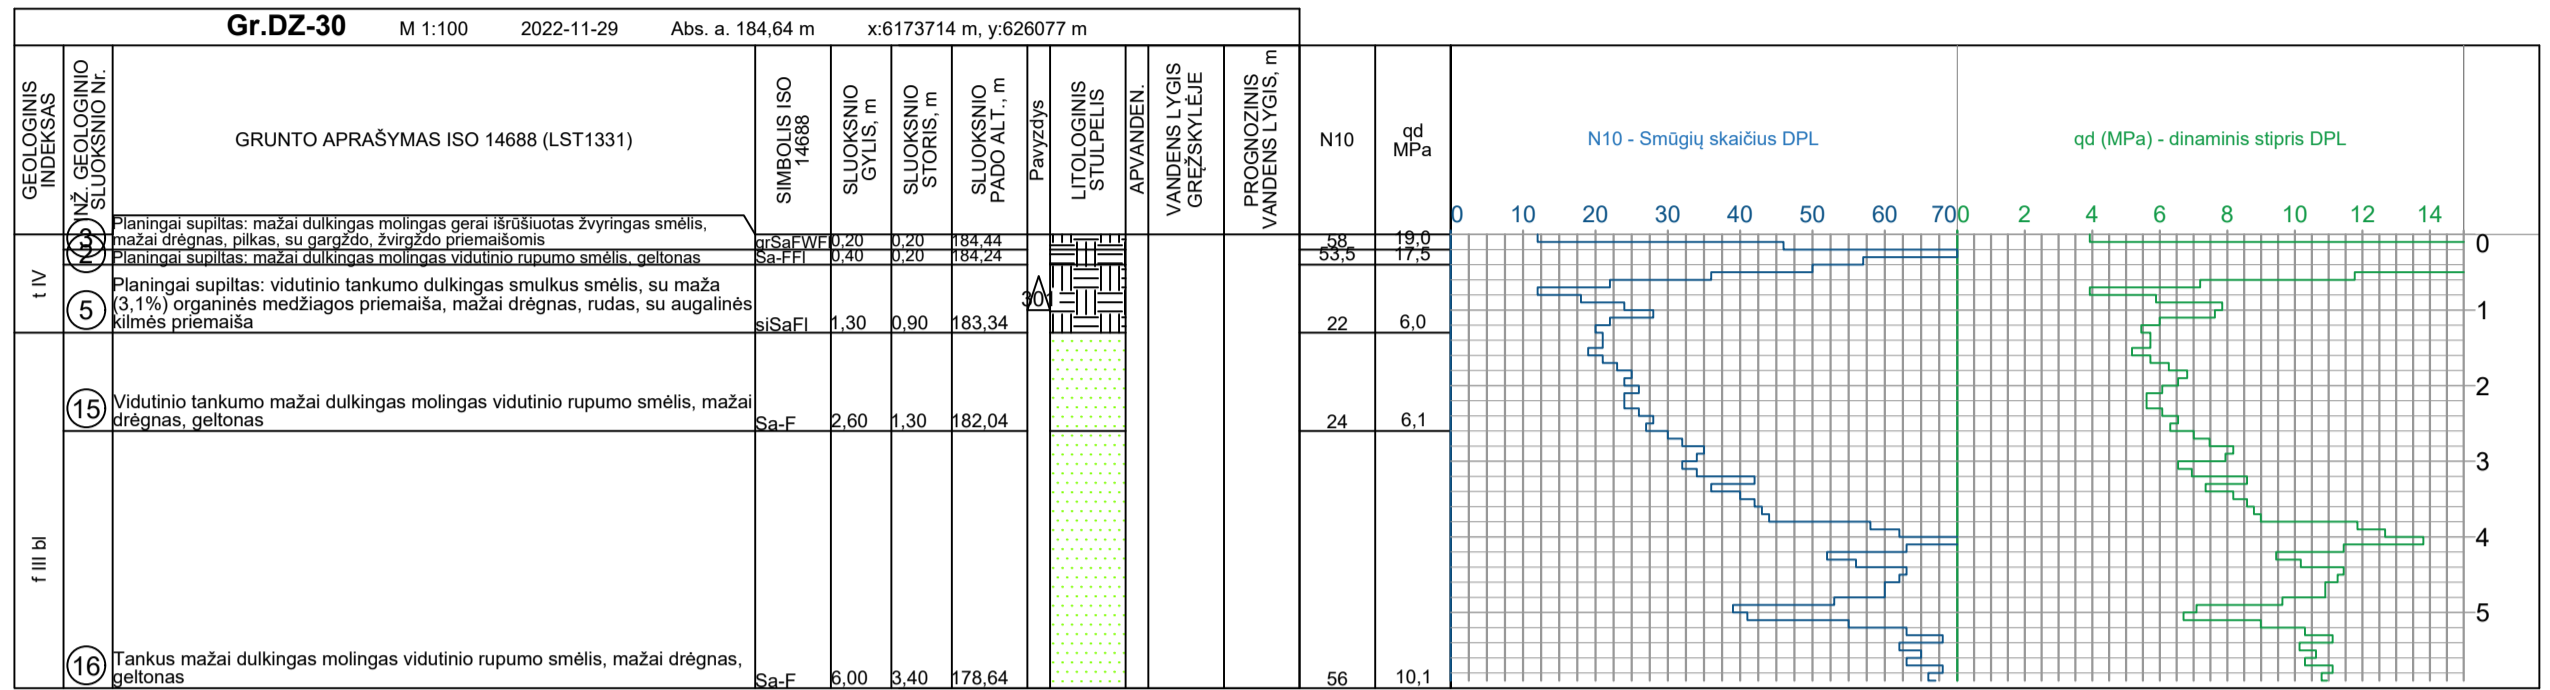 Gr.DZ-30 M 1:100 2022-11-29 Abs. a. 184,64 m x:6173714 m, y:626077 m
GEOLOGINIS
INDEKSAS
INŽ. GEOLOGINIO
SLUOKSNIO Nr.
GRUNTO APRAŠYMAS ISO 14688 (LST1331)
SIMBOLIS ISO
14688
SLUOKSNIO
GYLIS, m
SLUOKSNIO
STORIS, m
SLUOKSNIO
PADO ALT., m
Pavyzdys
LITOLOGINIS
STULPELIS
APVANDEN.
VANDENS LYGIS
GRĘŽSKYLĖJE
PROGNOZINIS
VANDENS LYGIS, m
N10
qd
MPa
N10 - Smūgių skaičius DPL
qd (MPa) - dinaminis stipris DPL
0 10 20 30 40 50 60 70
0 2 4 6 8 10 12 14
t IV
3
Planingai supiltas: mažai dulkingas molingas gerai išrūšiuotas žvyringas smėlis,
mažai drėgnas, pilkas, su gargždo, žvirgždo priemaišomis
grSaFWFl 0,20 0,20 184,44 58 19,0
2
Planingai supiltas: mažai dulkingas molingas vidutinio rupumo smėlis, geltonas
Sa-FFl 0,40 0,20 184,24 53,5 17,5
5
Planingai supiltas: vidutinio tankumo dulkingas smulkus smėlis, su maža
(3,1%) organinės medžiagos priemaiša, mažai drėgnas, rudas, su augalinės
kilmės priemaiša
siSaFl 1,30 0,90 183,34 301 22 6,0
f III bl
15
Vidutinio tankumo mažai dulkingas molingas vidutinio rupumo smėlis, mažai
drėgnas, geltonas
Sa-F 2,60 1,30 182,04 24 6,1
16
Tankus mažai dulkingas molingas vidutinio rupumo smėlis, mažai drėgnas,
geltonas
Sa-F 6,00 3,40 178,64 56 10,1
0
1
2
3
4
5